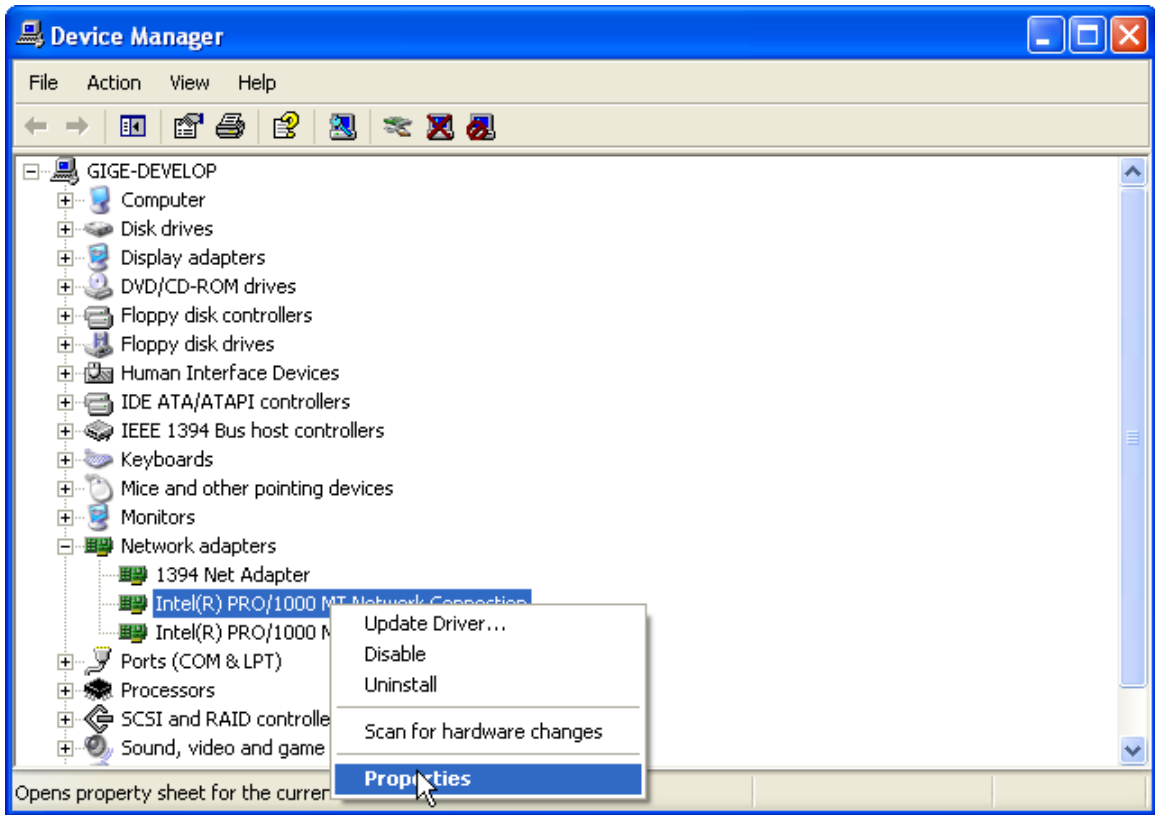 Device Manager
File Action View Help
GIGE-DEVELOP
Computer
Disk drives
Display adapters
DVD/CD-ROM drives
Floppy disk controllers
Floppy disk drives
Human Interface Devices
IDE ATA/ATAPI controllers
IEEE 1394 Bus host controllers
Keyboards
Mice and other pointing devices
Monitors
Network adapters
1394 Net Adapter
Intel(R) PRO/1000 MT Network Connection
Intel(R) PRO/1000 M
Ports (COM & LPT)
Processors
SCSI and RAID controlle
Sound, video and game
Update Driver...
Disable
Uninstall
Scan for hardware changes
Properties
Opens property sheet for the curren